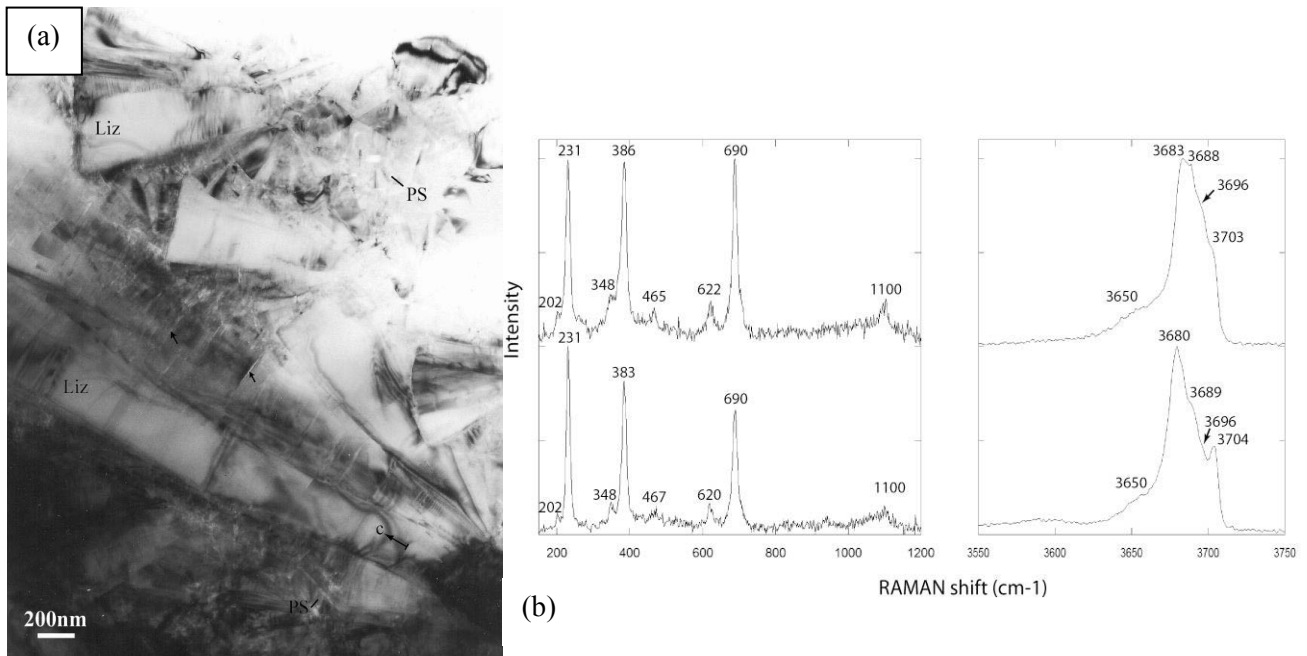 (a)
Liz
PS
Liz
c
PS
200nm
(b)
Intensity
231
386
690
202
348
465
622
1100
231
383
690
202
348
467
620
1100
200 400 600 800 1000 1200
3683
3688
3696
3703
3650
3680
3689
3696
3704
3650
3550 3600 3650 3700 3750
RAMAN shift (cm-1)